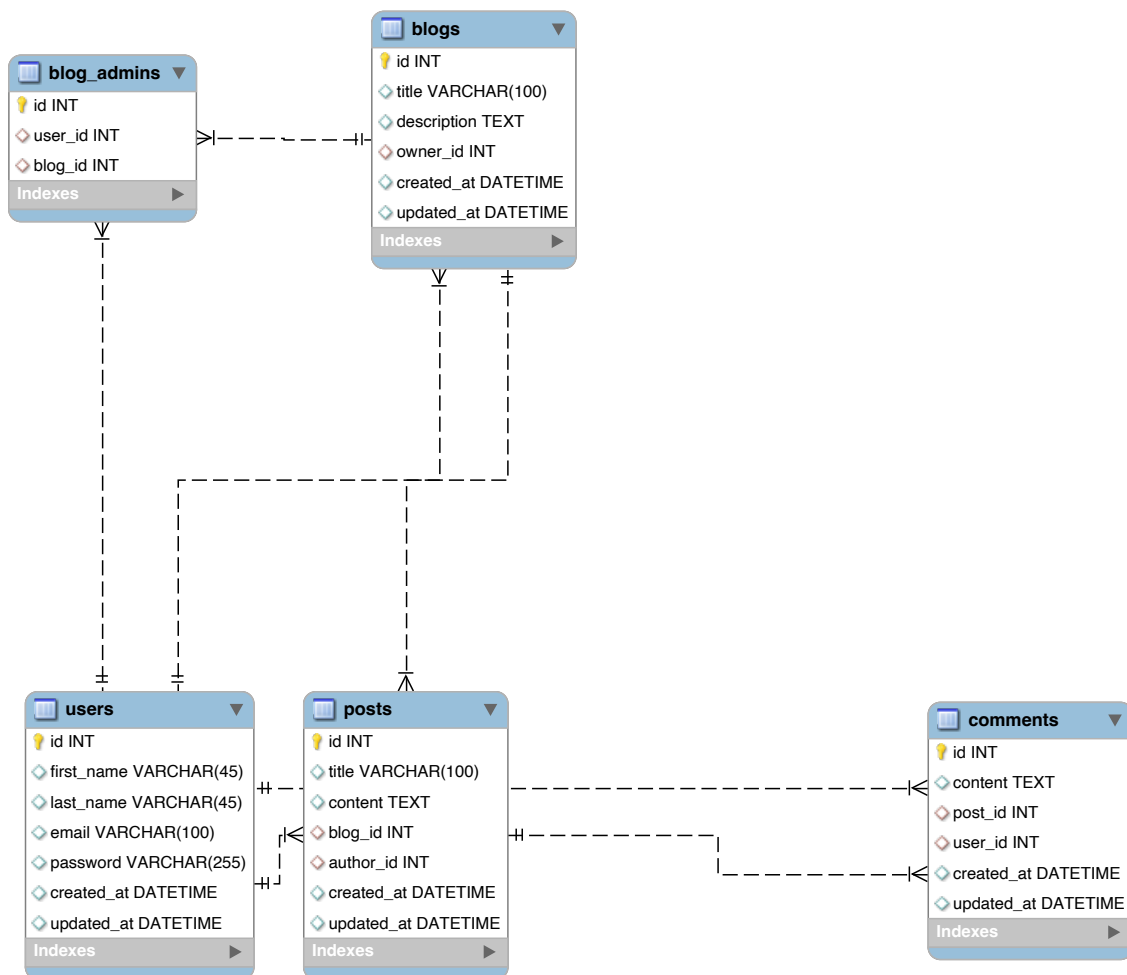 blogs
id INT
title VARCHAR(100)
description TEXT
owner_id INT
created_at DATETIME
updated_at DATETIME
Indexes
blog_admins
id INT
user_id INT
blog_id INT
Indexes
users
id INT
first_name VARCHAR(45)
last_name VARCHAR(45)
email VARCHAR(100)
password VARCHAR(255)
created_at DATETIME
updated_at DATETIME
Indexes
posts
id INT
title VARCHAR(100)
content TEXT
blog_id INT
author_id INT
created_at DATETIME
updated_at DATETIME
Indexes
comments
id INT
content TEXT
post_id INT
user_id INT
created_at DATETIME
updated_at DATETIME
Indexes